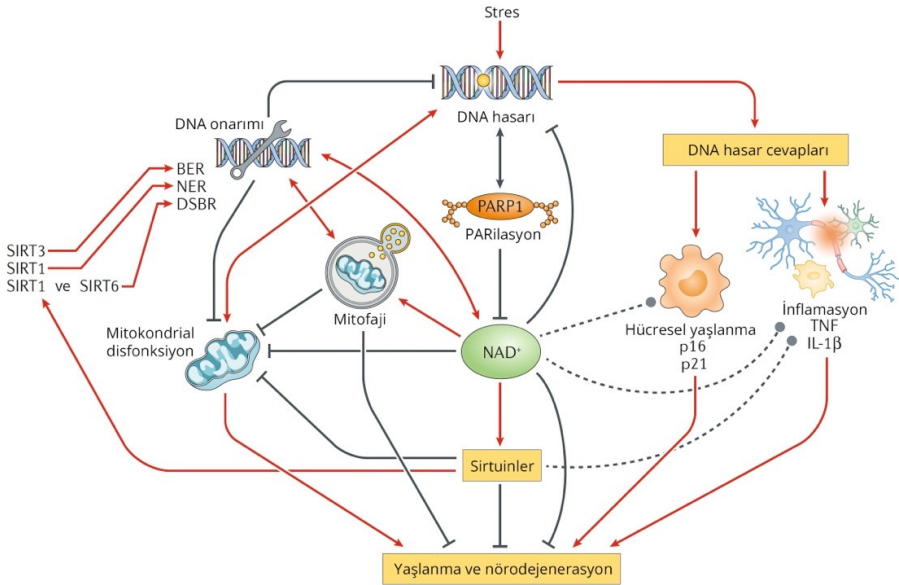 Stres
DNA hasarı
DNA onarımı
BER
NER
DSBR
SIRT3
SIRT1
SIRT1 ve SIRT6
DNA hasar cevapları
PARP1
PARilasyon
Mitofaji
Mitokondrial
disfonksiyon
NAD⁺
Hücresel yaşlanma
p16
p21
İnflamasyon
TNF
IL-1β
Sirtuinler
Yaşlanma ve nörodejenerasyon